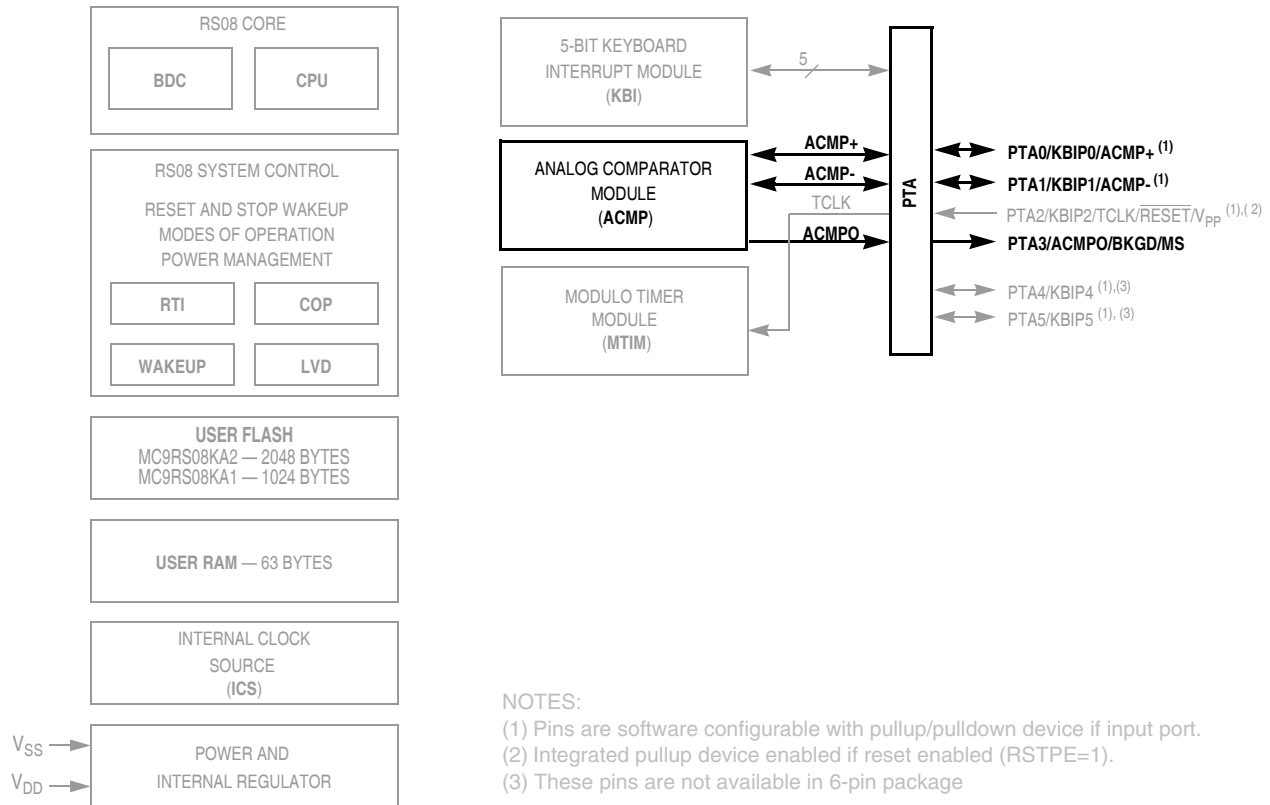 RS08 CORE
BDC
CPU
RS08 SYSTEM CONTROL
RESET AND STOP WAKEUP
MODES OF OPERATION
POWER MANAGEMENT
RTI
COP
WAKEUP
LVD
USER FLASH
MC9RS08KA2 — 2048 BYTES
MC9RS08KA1 — 1024 BYTES
USER RAM — 63 BYTES
INTERNAL CLOCK
SOURCE
(ICS)
VSS
VDD
POWER AND
INTERNAL REGULATOR
5-BIT KEYBOARD
INTERRUPT MODULE
(KBI)
5
ANALOG COMPARATOR
MODULE
(ACMP)
ACMP+
ACMP-
TCLK
ACMPO
MODULO TIMER
MODULE
(MTIM)
PTA
PTA0/KBIP0/ACMP+ (1)
PTA1/KBIP1/ACMP- (1)
PTA2/KBIP2/TCLK/RESET/VPP (1),( 2)
PTA3/ACMPO/BKGD/MS
PTA4/KBIP4 (1),(3)
PTA5/KBIP5 (1), (3)
NOTES:
(1) Pins are software configurable with pullup/pulldown device if input port.
(2) Integrated pullup device enabled if reset enabled (RSTPE=1).
(3) These pins are not available in 6-pin package